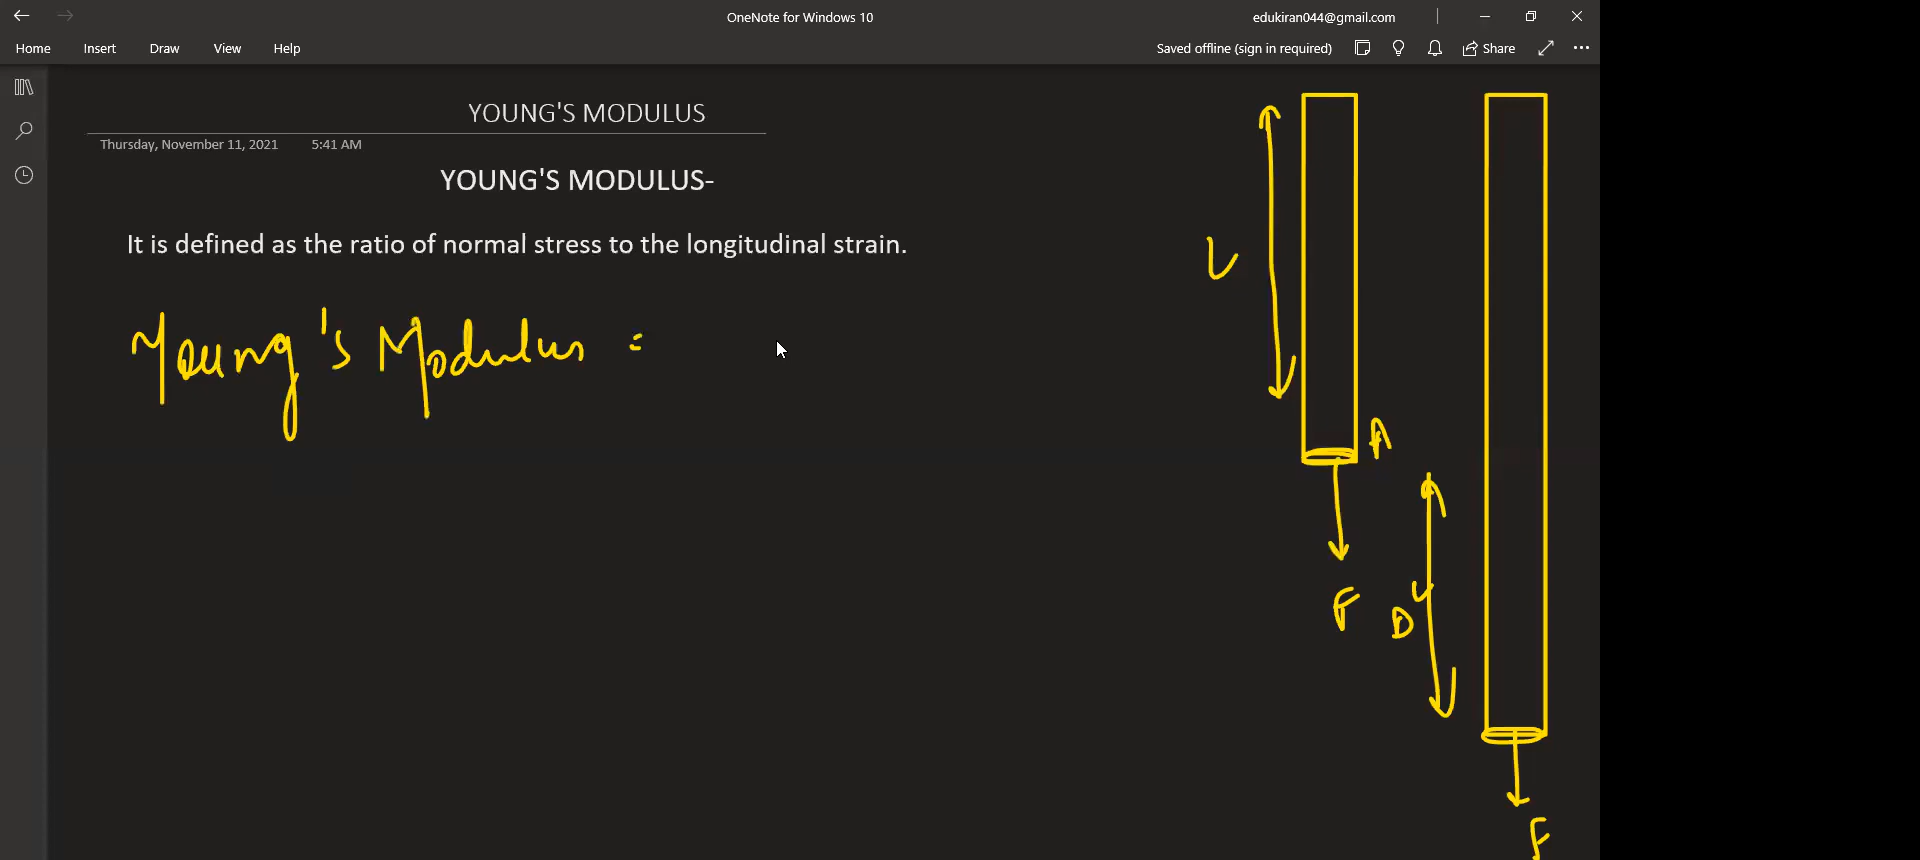 OneNote for Windows 10
edukiran044@gmail.com
Home Insert Draw View Help
Saved offline (sign in required) Share
YOUNG'S MODULUS
Thursday, November 11, 2021 5:41 AM
YOUNG'S MODULUS-
It is defined as the ratio of normal stress to the longitudinal strain.
Young's Modulus =
L
A
F
DL
F